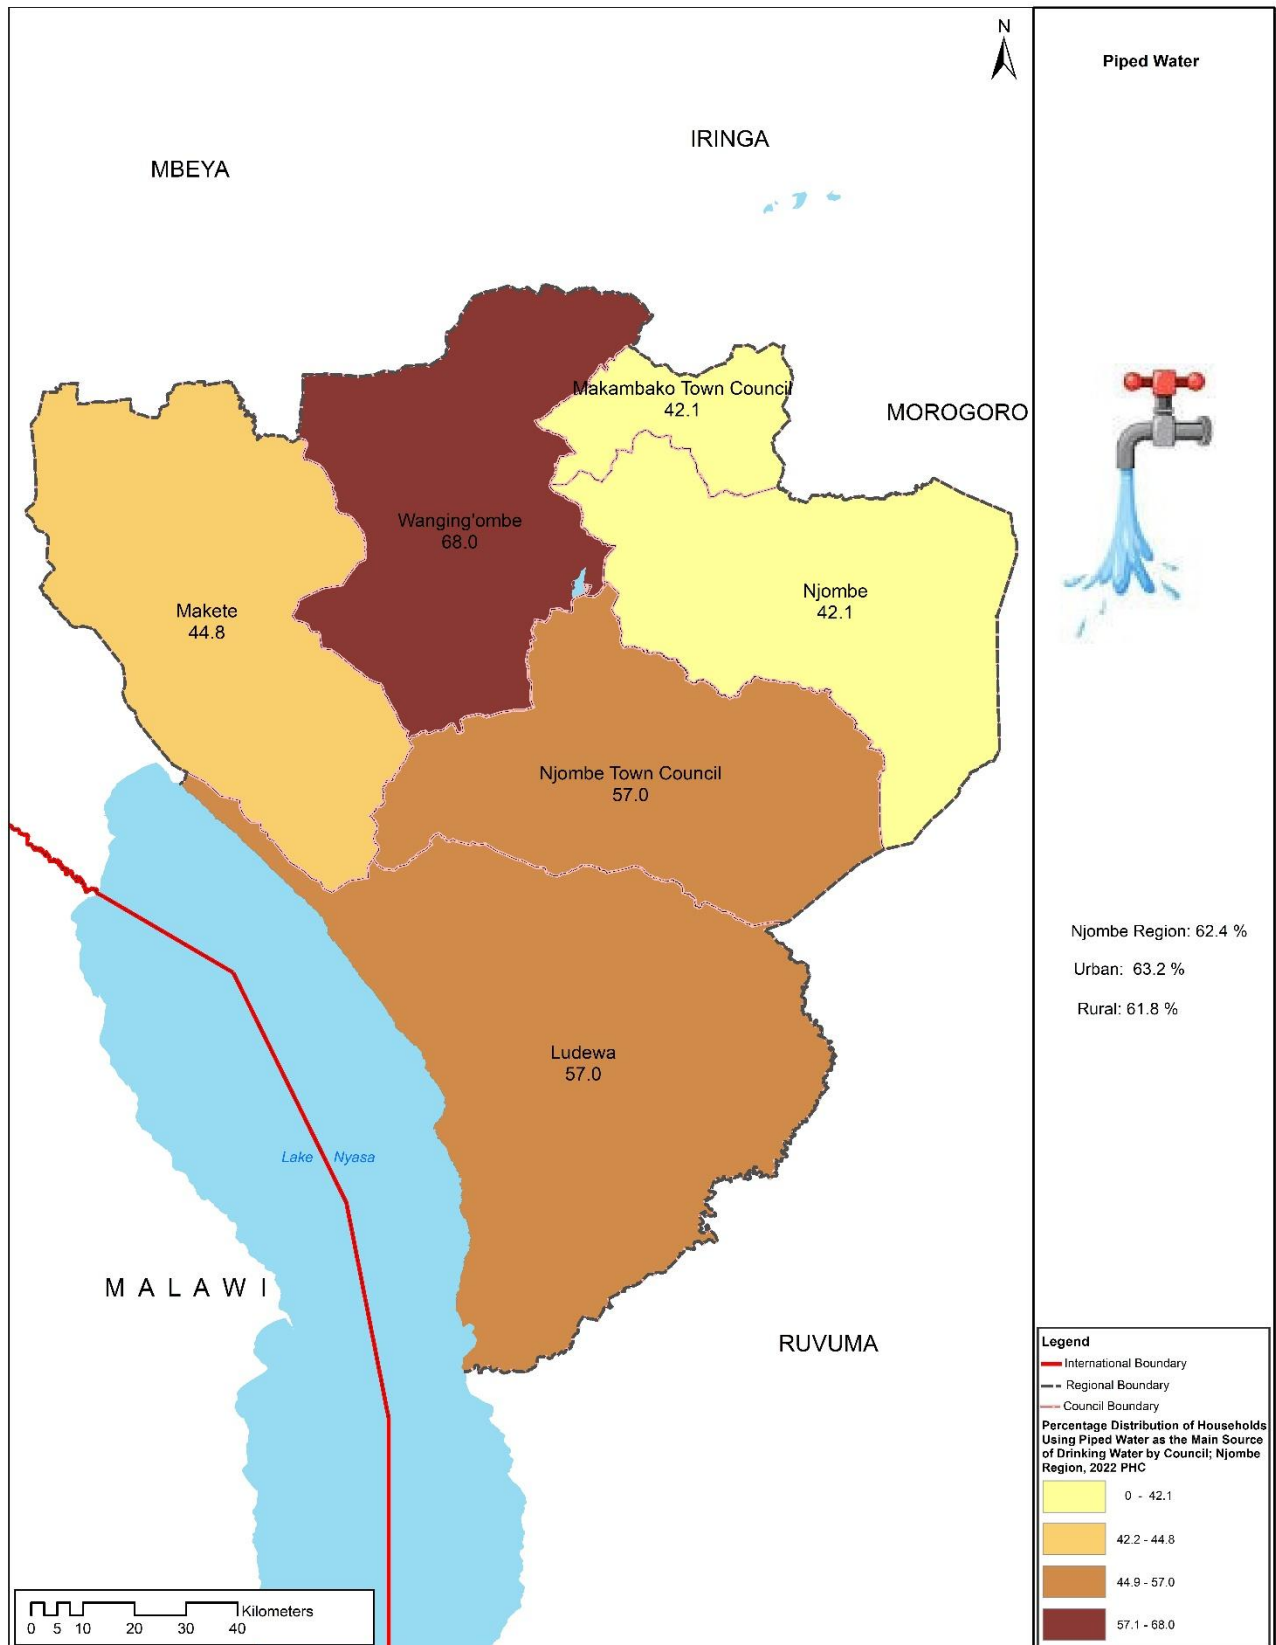 N
Piped Water
IRINGA
MBEYA
Makambako Town Council
42.1
MOROGORO
Wanging'ombe
68.0
Njombe
42.1
Makete
44.8
Njombe Town Council
57.0
Njombe Region: 62.4 %
Urban: 63.2 %
Rural: 61.8 %
Ludewa
57.0
Lake Nyasa
MALAWI
RUVUMA
Legend
International Boundary
Regional Boundary
Council Boundary
Percentage Distribution of Households
Using Piped Water as the Main Source
of Drinking Water by Council; Njombe
Region, 2022 PHC
0 - 42.1
42.2 - 44.8
44.9 - 57.0
57.1 - 68.0
Kilometers
0 5 10 20 30 40